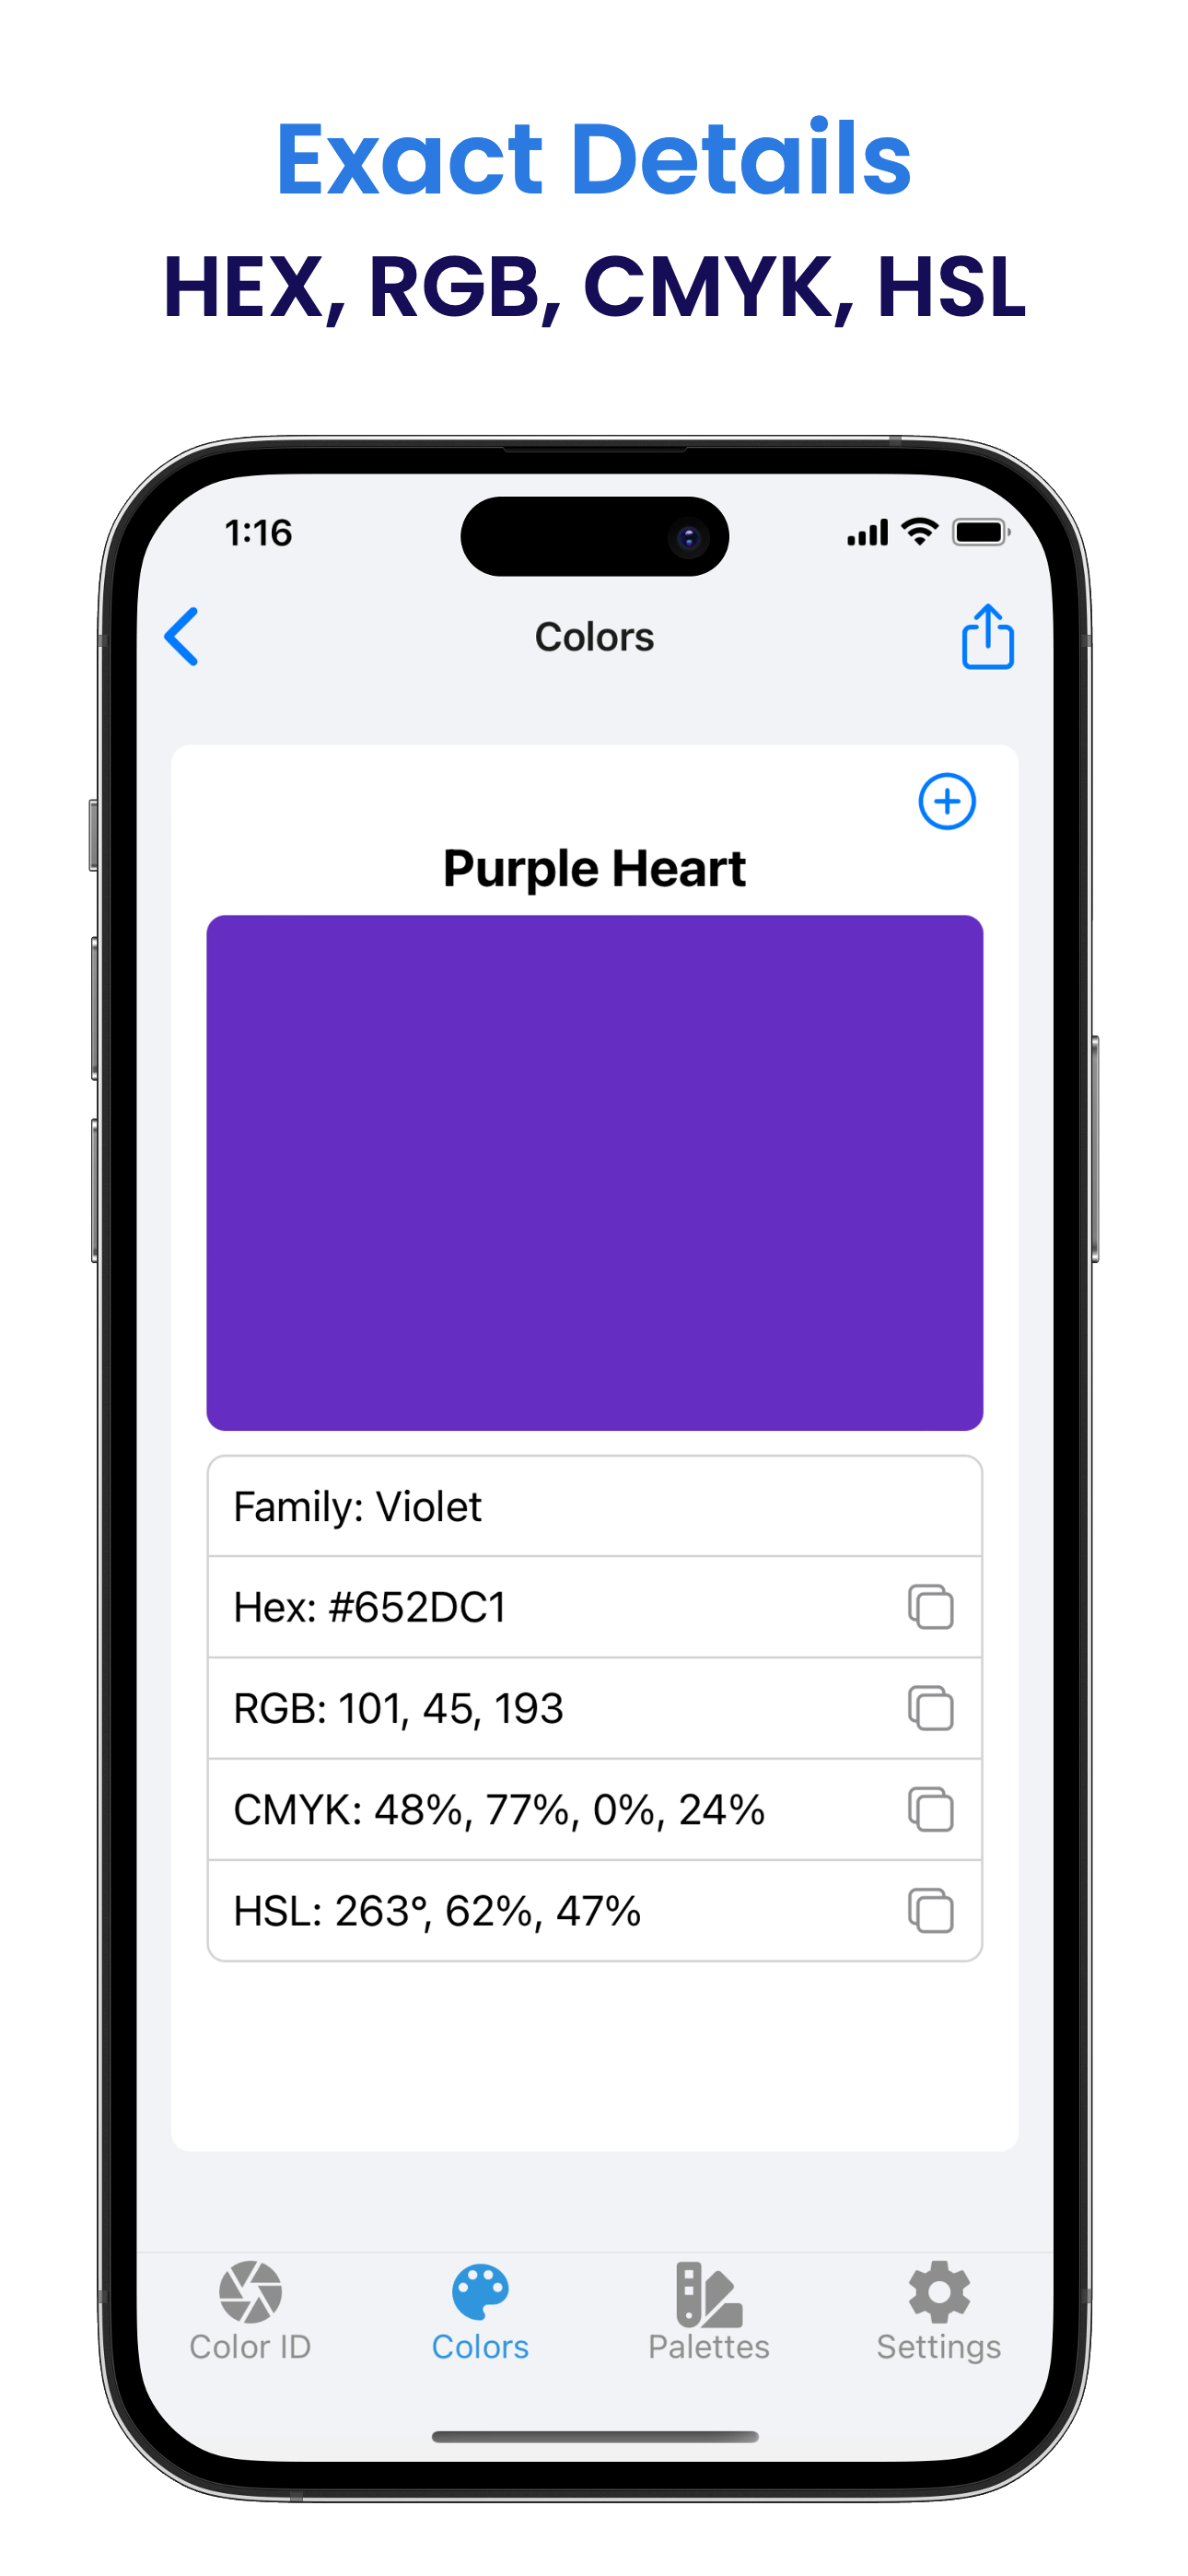 Exact Details
HEX, RGB, CMYK, HSL
1:16
Colors
Purple Heart
Family: Violet
Hex: #652DC1
RGB: 101, 45, 193
CMYK: 48%, 77%, 0%, 24%
HSL: 263°, 62%, 47%
Color ID
Colors
Palettes
Settings